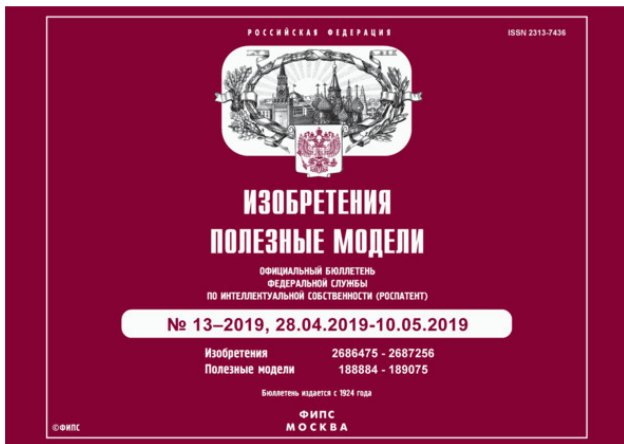 РОССИЙСКАЯ ФЕДЕРАЦИЯ
ISSN 2313-7436
ИЗОБРЕТЕНИЯ
ПОЛЕЗНЫЕ МОДЕЛИ
ОФИЦИАЛЬНЫЙ БЮЛЛЕТЕНЬ
ФЕДЕРАЛЬНОЙ СЛУЖБЫ
ПО ИНТЕЛЛЕКТУАЛЬНОЙ СОБСТВЕННОСТИ (РОСПАТЕНТ)
№ 13–2019, 28.04.2019-10.05.2019
Изобретения 2686475 - 2687256
Полезные модели 188884 - 189075
Бюллетень издается с 1924 года
ФИПС
МОСКВА
©ФИПС